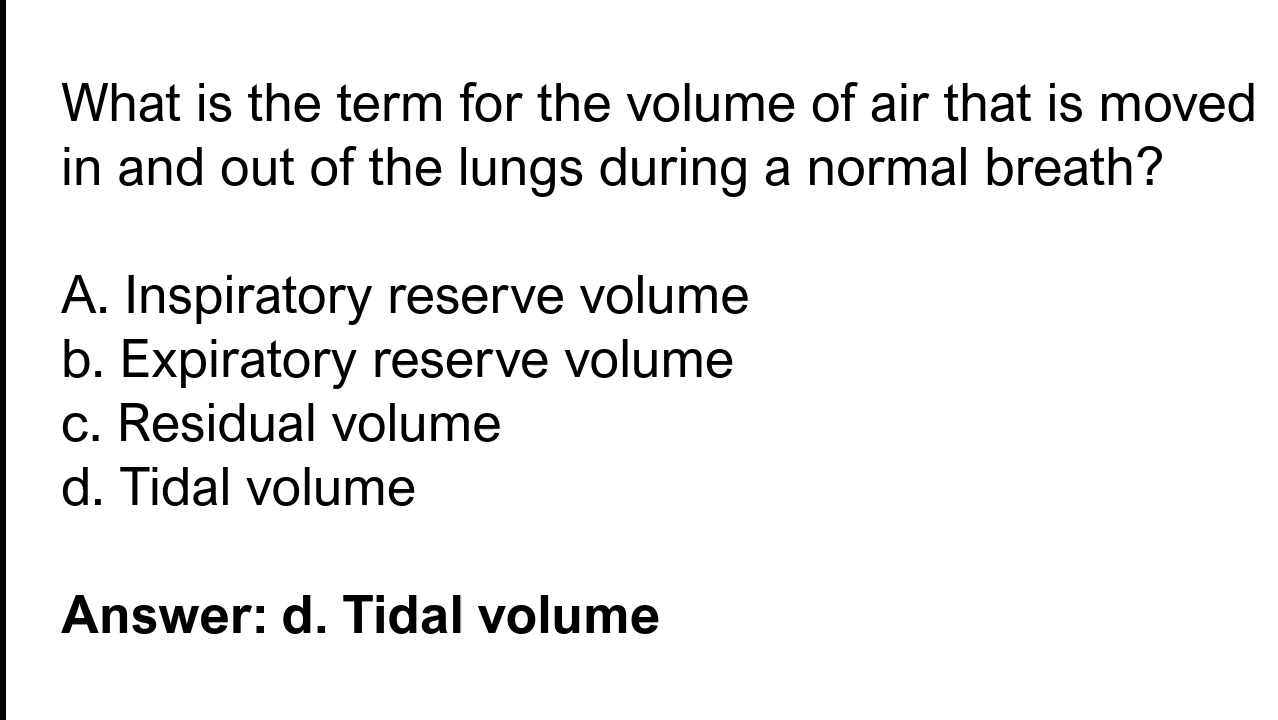 What is the term for the volume of air that is moved
in and out of the lungs during a normal breath?
A. Inspiratory reserve volume
b. Expiratory reserve volume
c. Residual volume
d. Tidal volume
Answer: d. Tidal volume